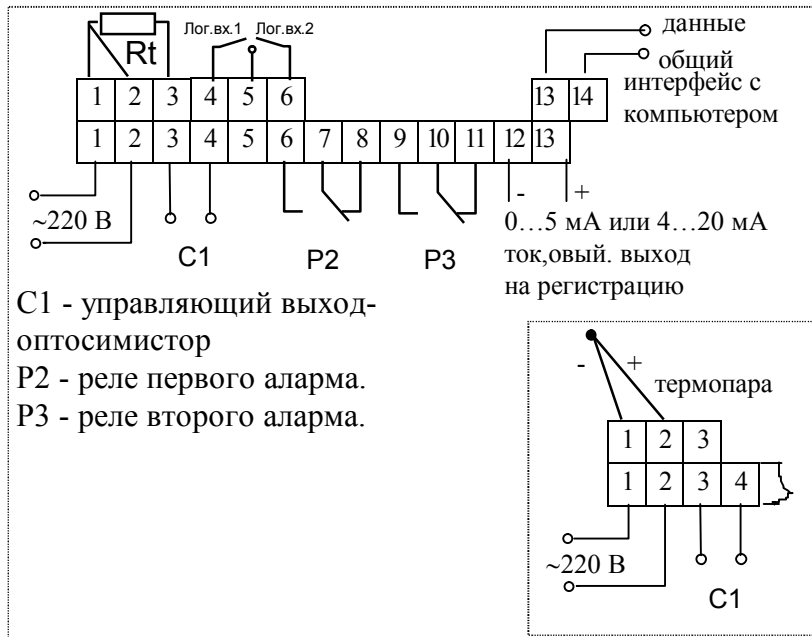 Rt
Лог.вх.1 Лог.вх.2
данные
общий
интерфейс с
компьютером
1 2 3 4 5 6 13 14
1 2 3 4 5 6 7 8 9 10 11 12 13
~220 В
C1
P2
P3
- +
0...5 мА или 4...20 мА
ток,овый. выход
на регистрацию
С1 - управляющий выход-
оптосимистор
Р2 - реле первого аларма.
Р3 - реле второго аларма.
- +
термопара
1 2 3
1 2 3 4
~220 В
C1